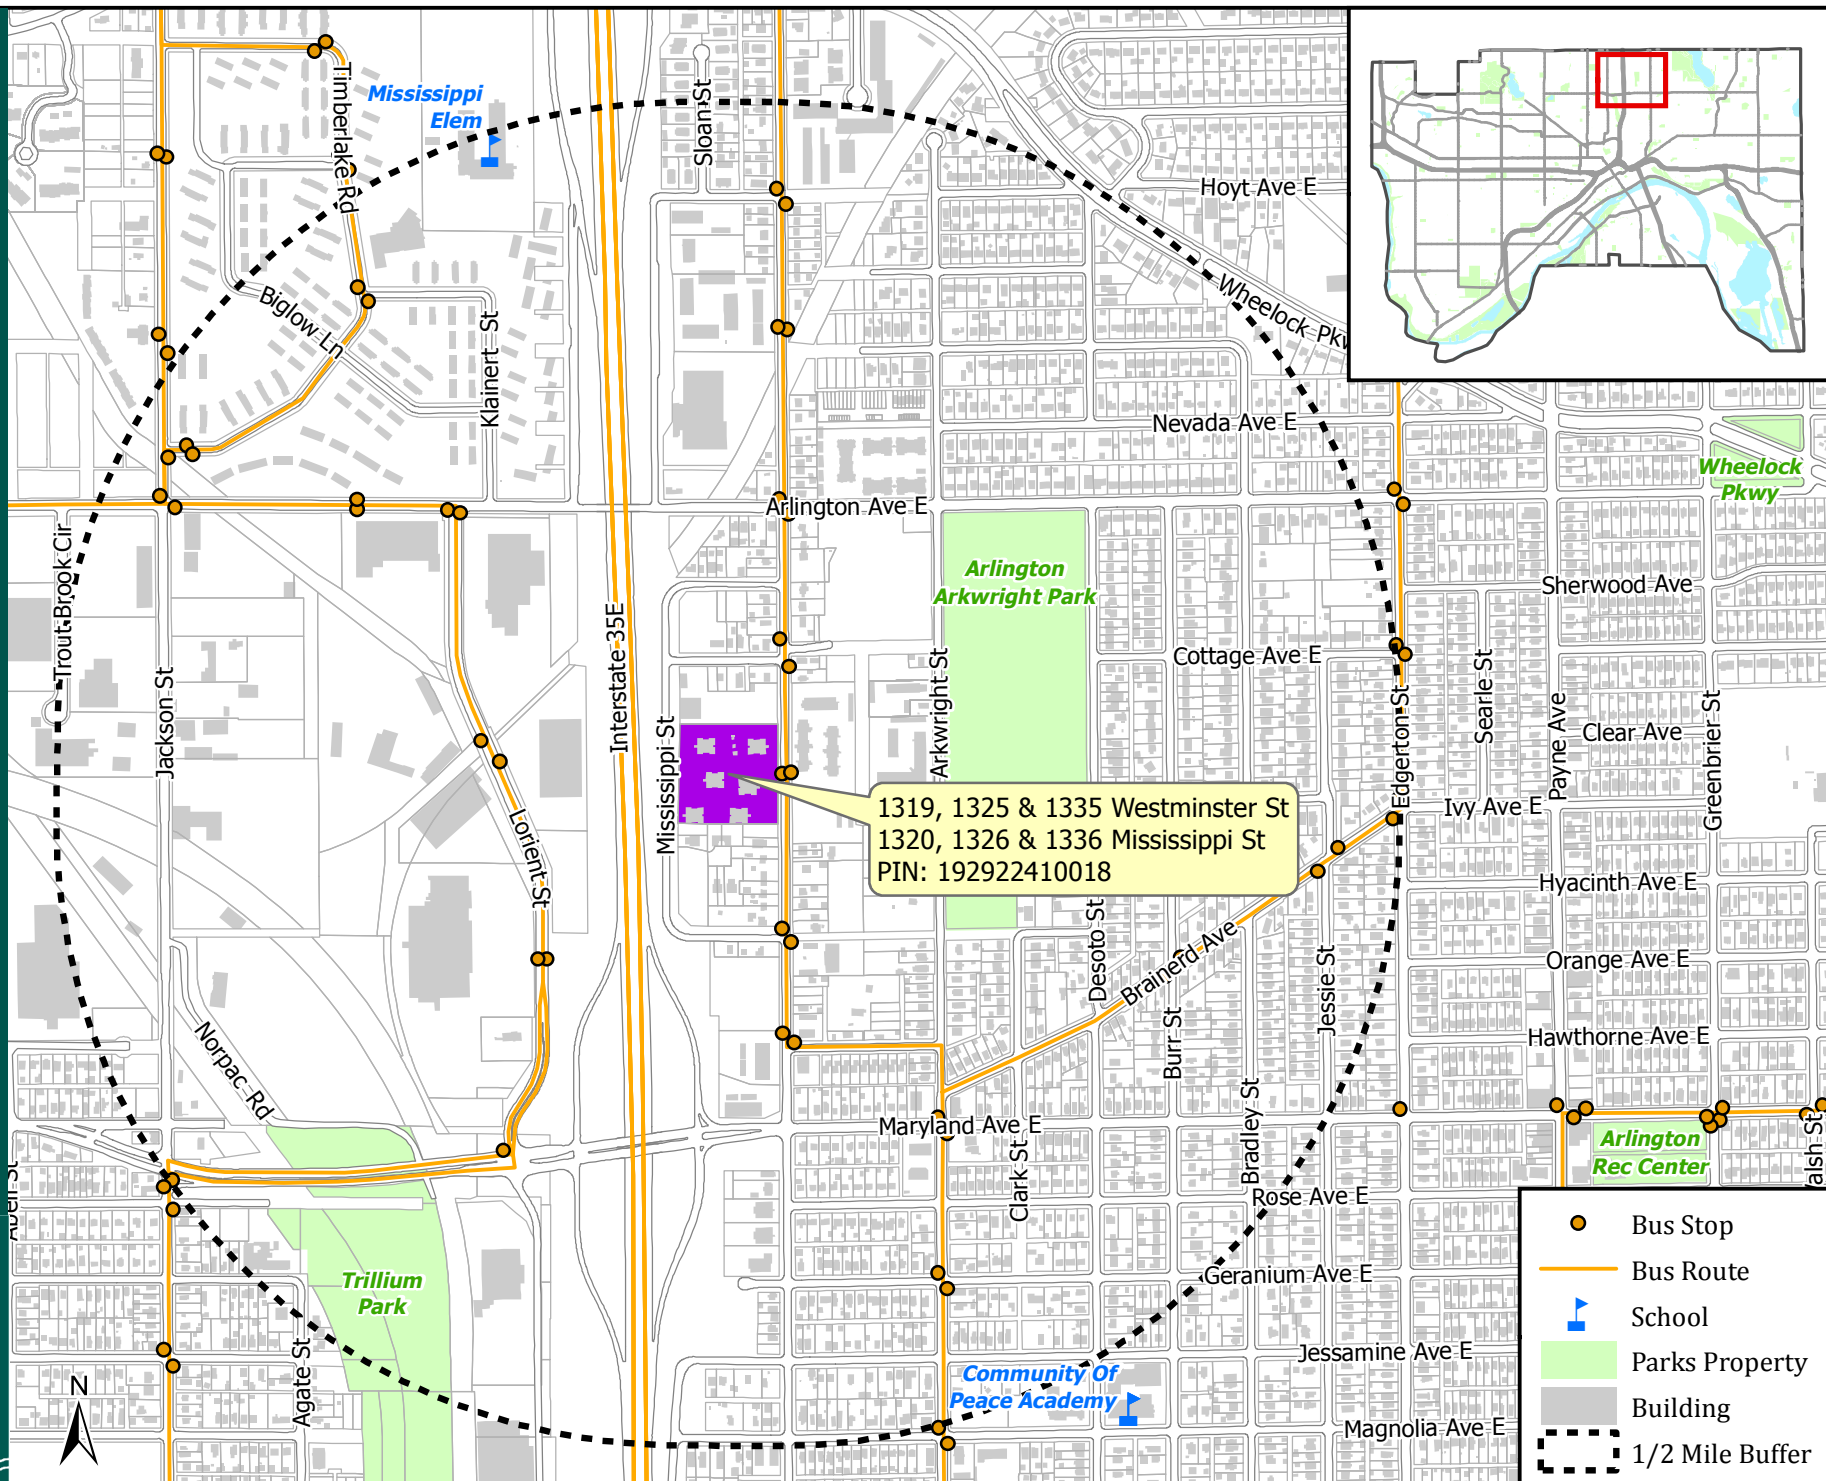 Mississippi
Elem
Timberlake Rd
Sloan St
Hoyt Ave E
Biglow Ln
Klainert St
Wheelock Pkw
Nevada Ave E
Wheelock
Pkwy
Arlington Ave E
Trout Brook Cir
Arlington
Arkwright Park
Sherwood Ave
Interstate 35E
Cottage Ave E
Jackson St
Mississippi St
Arkwright St
Edgerton St
Searle St
Payne Ave
Clear Ave
Greenbrier St
1319, 1325 & 1335 Westminster St
1320, 1326 & 1336 Mississippi St
PIN: 192922410018
Ivy Ave E
Lorient St
Hyacinth Ave E
Desoto St
Brainerd Ave
Jessie St
Orange Ave E
Burr St
Hawthorne Ave E
Norpac Rd
Maryland Ave E
Clark St
Bradley St
Arlington
Rec Center
Rose Ave E
Trillium
Park
Geranium Ave E
Agate St
Jessamine Ave E
Community Of
Peace Academy
Magnolia Ave E
N
Bus Stop
Bus Route
School
Parks Property
Building
1/2 Mile Buffer